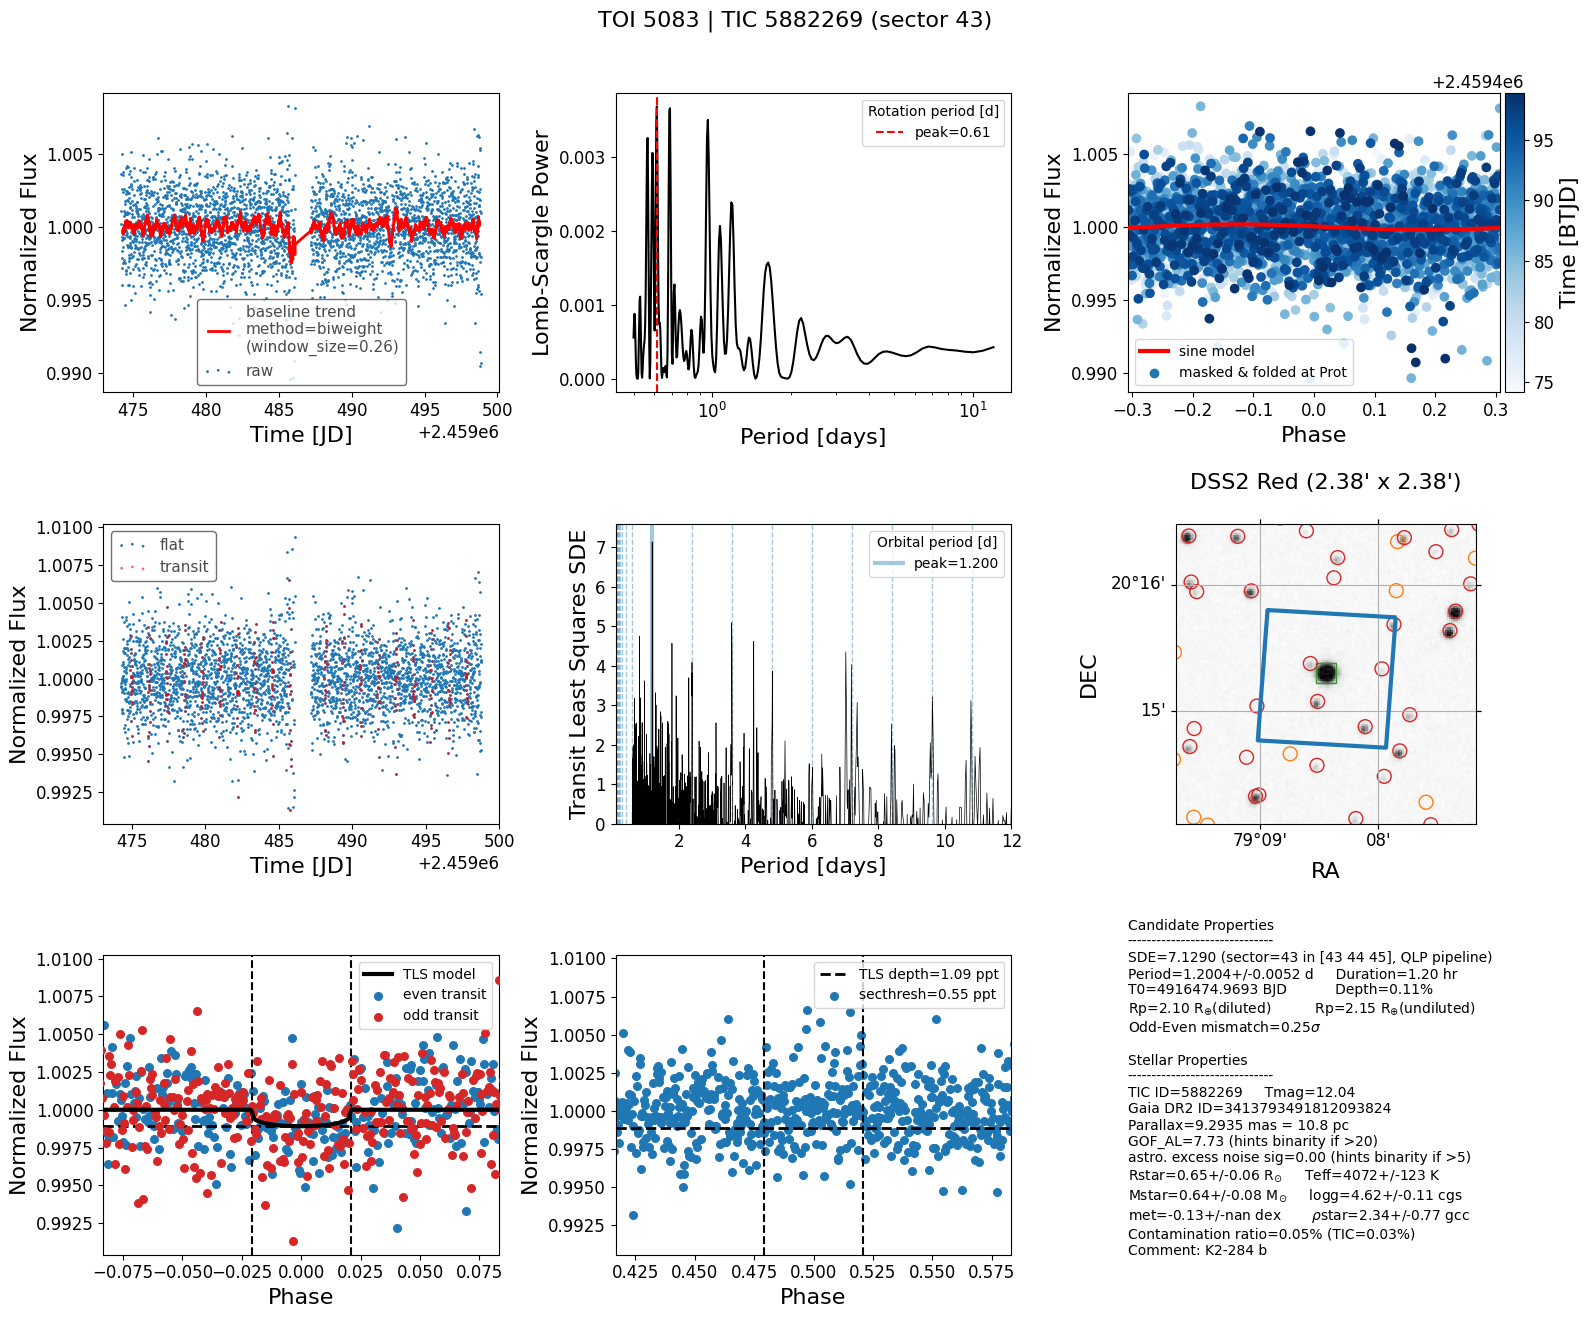 TOI 5083 | TIC 5882269 (sector 43)
Normalized Flux
1.005
1.000
0.995
0.990
baseline trend
method=biweight
(window_size=0.26)
raw
475 480 485 490 495 500
Time [JD]
+2.459e6
Lomb-Scargle Power
0.003
0.002
0.001
0.000
Rotation period [d]
peak=0.61
10^0 10^1
Period [days]
+2.4594e6
Normalized Flux
1.005
1.000
0.995
0.990
sine model
masked & folded at Prot
−0.3 −0.2 −0.1 0.0 0.1 0.2 0.3
Phase
95
90
85
80
75
Time [BTJD]
Normalized Flux
1.0100
1.0075
1.0050
1.0025
1.0000
0.9975
0.9950
0.9925
flat
transit
475 480 485 490 495 500
Time [JD]
+2.459e6
Transit Least Squares SDE
7
6
5
4
3
2
1
0
Orbital period [d]
peak=1.200
2 4 6 8 10 12
Period [days]
DSS2 Red (2.38' x 2.38')
DEC
20°16'
15'
79°09' 08'
RA
Normalized Flux
1.0100
1.0075
1.0050
1.0025
1.0000
0.9975
0.9950
0.9925
TLS model
even transit
odd transit
−0.075 −0.050 −0.025 0.000 0.025 0.050 0.075
Phase
Normalized Flux
1.0100
1.0075
1.0050
1.0025
1.0000
0.9975
0.9950
0.9925
TLS depth=1.09 ppt
secthresh=0.55 ppt
0.425 0.450 0.475 0.500 0.525 0.550 0.575
Phase
Candidate Properties
------------------------------
SDE=7.1290 (sector=43 in [43 44 45], QLP pipeline)
Period=1.2004+/-0.0052 d Duration=1.20 hr
T0=4916474.9693 BJD Depth=0.11%
Rp=2.10 R⊕(diluted) Rp=2.15 R⊕(undiluted)
Odd-Even mismatch=0.25σ
Stellar Properties
------------------------------
TIC ID=5882269 Tmag=12.04
Gaia DR2 ID=3413793491812093824
Parallax=9.2935 mas = 10.8 pc
GOF_AL=7.73 (hints binarity if >20)
astro. excess noise sig=0.00 (hints binarity if >5)
Rstar=0.65+/-0.06 R⊙ Teff=4072+/-123 K
Mstar=0.64+/-0.08 M⊙ logg=4.62+/-0.11 cgs
met=-0.13+/-nan dex ρstar=2.34+/-0.77 gcc
Contamination ratio=0.05% (TIC=0.03%)
Comment: K2-284 b